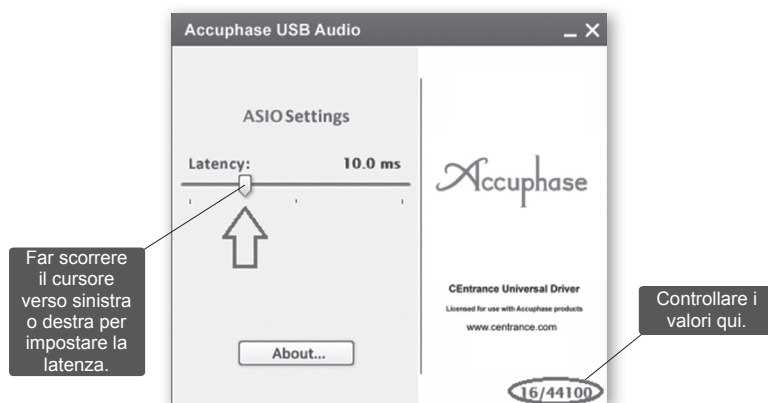 Accuphase USB Audio
ASIO Settings
Latency: 10.0 ms
Far scorrere
il cursore
verso sinistra
o destra per
impostare la
latenza.
About...
Accuphase
CEntrance Universal Driver
Licensed for use with Accuphase products
www.centrance.com
16/44100
Controllare i
valori qui.